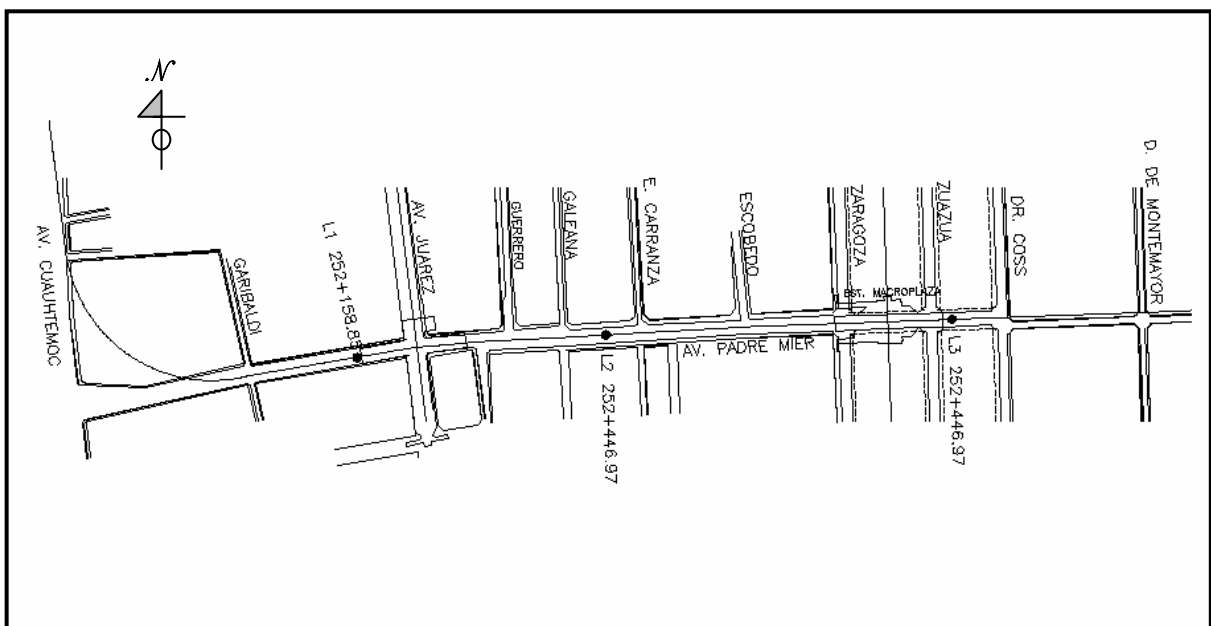 N
AV. CUAUHTEMOC
GARIBALDI
L1 252+158.85
AV. JUAREZ
GUERRERO
GALEANA
E. CARRANZA
ESCOBEDO
ZARAGOZA
ZUAZUA
DR. COSS
D. DE MONTEMAYOR
EST. MACROPLAZA
AV. PADRE MIER
L2 252+446.97
L3 252+446.97